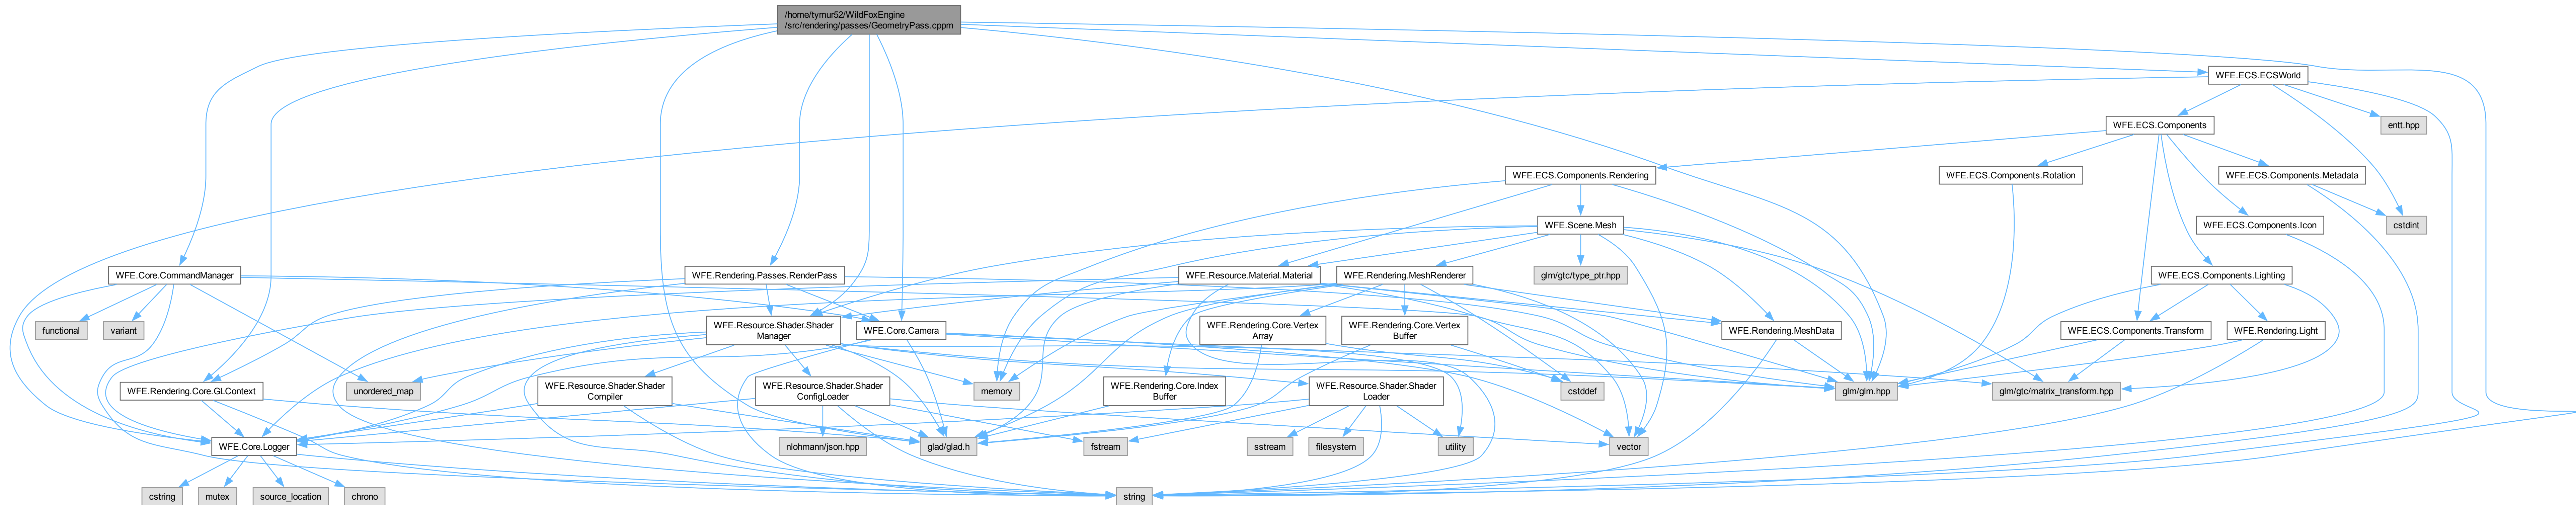 /home/tymur52/WildFoxEngine
/src/rendering/passes/GeometryPass.cppm
WFE.ECS.ECSWorld
WFE.ECS.Components
entt.hpp
WFE.ECS.Components.Rendering
WFE.ECS.Components.Rotation
WFE.ECS.Components.Metadata
WFE.Scene.Mesh
WFE.ECS.Components.Icon
cstdint
WFE.Core.CommandManager
WFE.Rendering.Passes.RenderPass
WFE.Resource.Material.Material
WFE.Rendering.MeshRenderer
glm/gtc/type_ptr.hpp
WFE.ECS.Components.Lighting
functional
variant
WFE.Resource.Shader.Shader
Manager
WFE.Core.Camera
WFE.Rendering.Core.Vertex
Array
WFE.Rendering.Core.Vertex
Buffer
WFE.Rendering.MeshData
WFE.ECS.Components.Transform
WFE.Rendering.Light
WFE.Rendering.Core.GLContext
unordered_map
WFE.Resource.Shader.Shader
Compiler
WFE.Resource.Shader.Shader
ConfigLoader
memory
WFE.Rendering.Core.Index
Buffer
WFE.Resource.Shader.Shader
Loader
cstddef
glm/glm.hpp
glm/gtc/matrix_transform.hpp
WFE.Core.Logger
nlohmann/json.hpp
glad/glad.h
fstream
sstream
filesystem
utility
vector
cstring
mutex
source_location
chrono
string